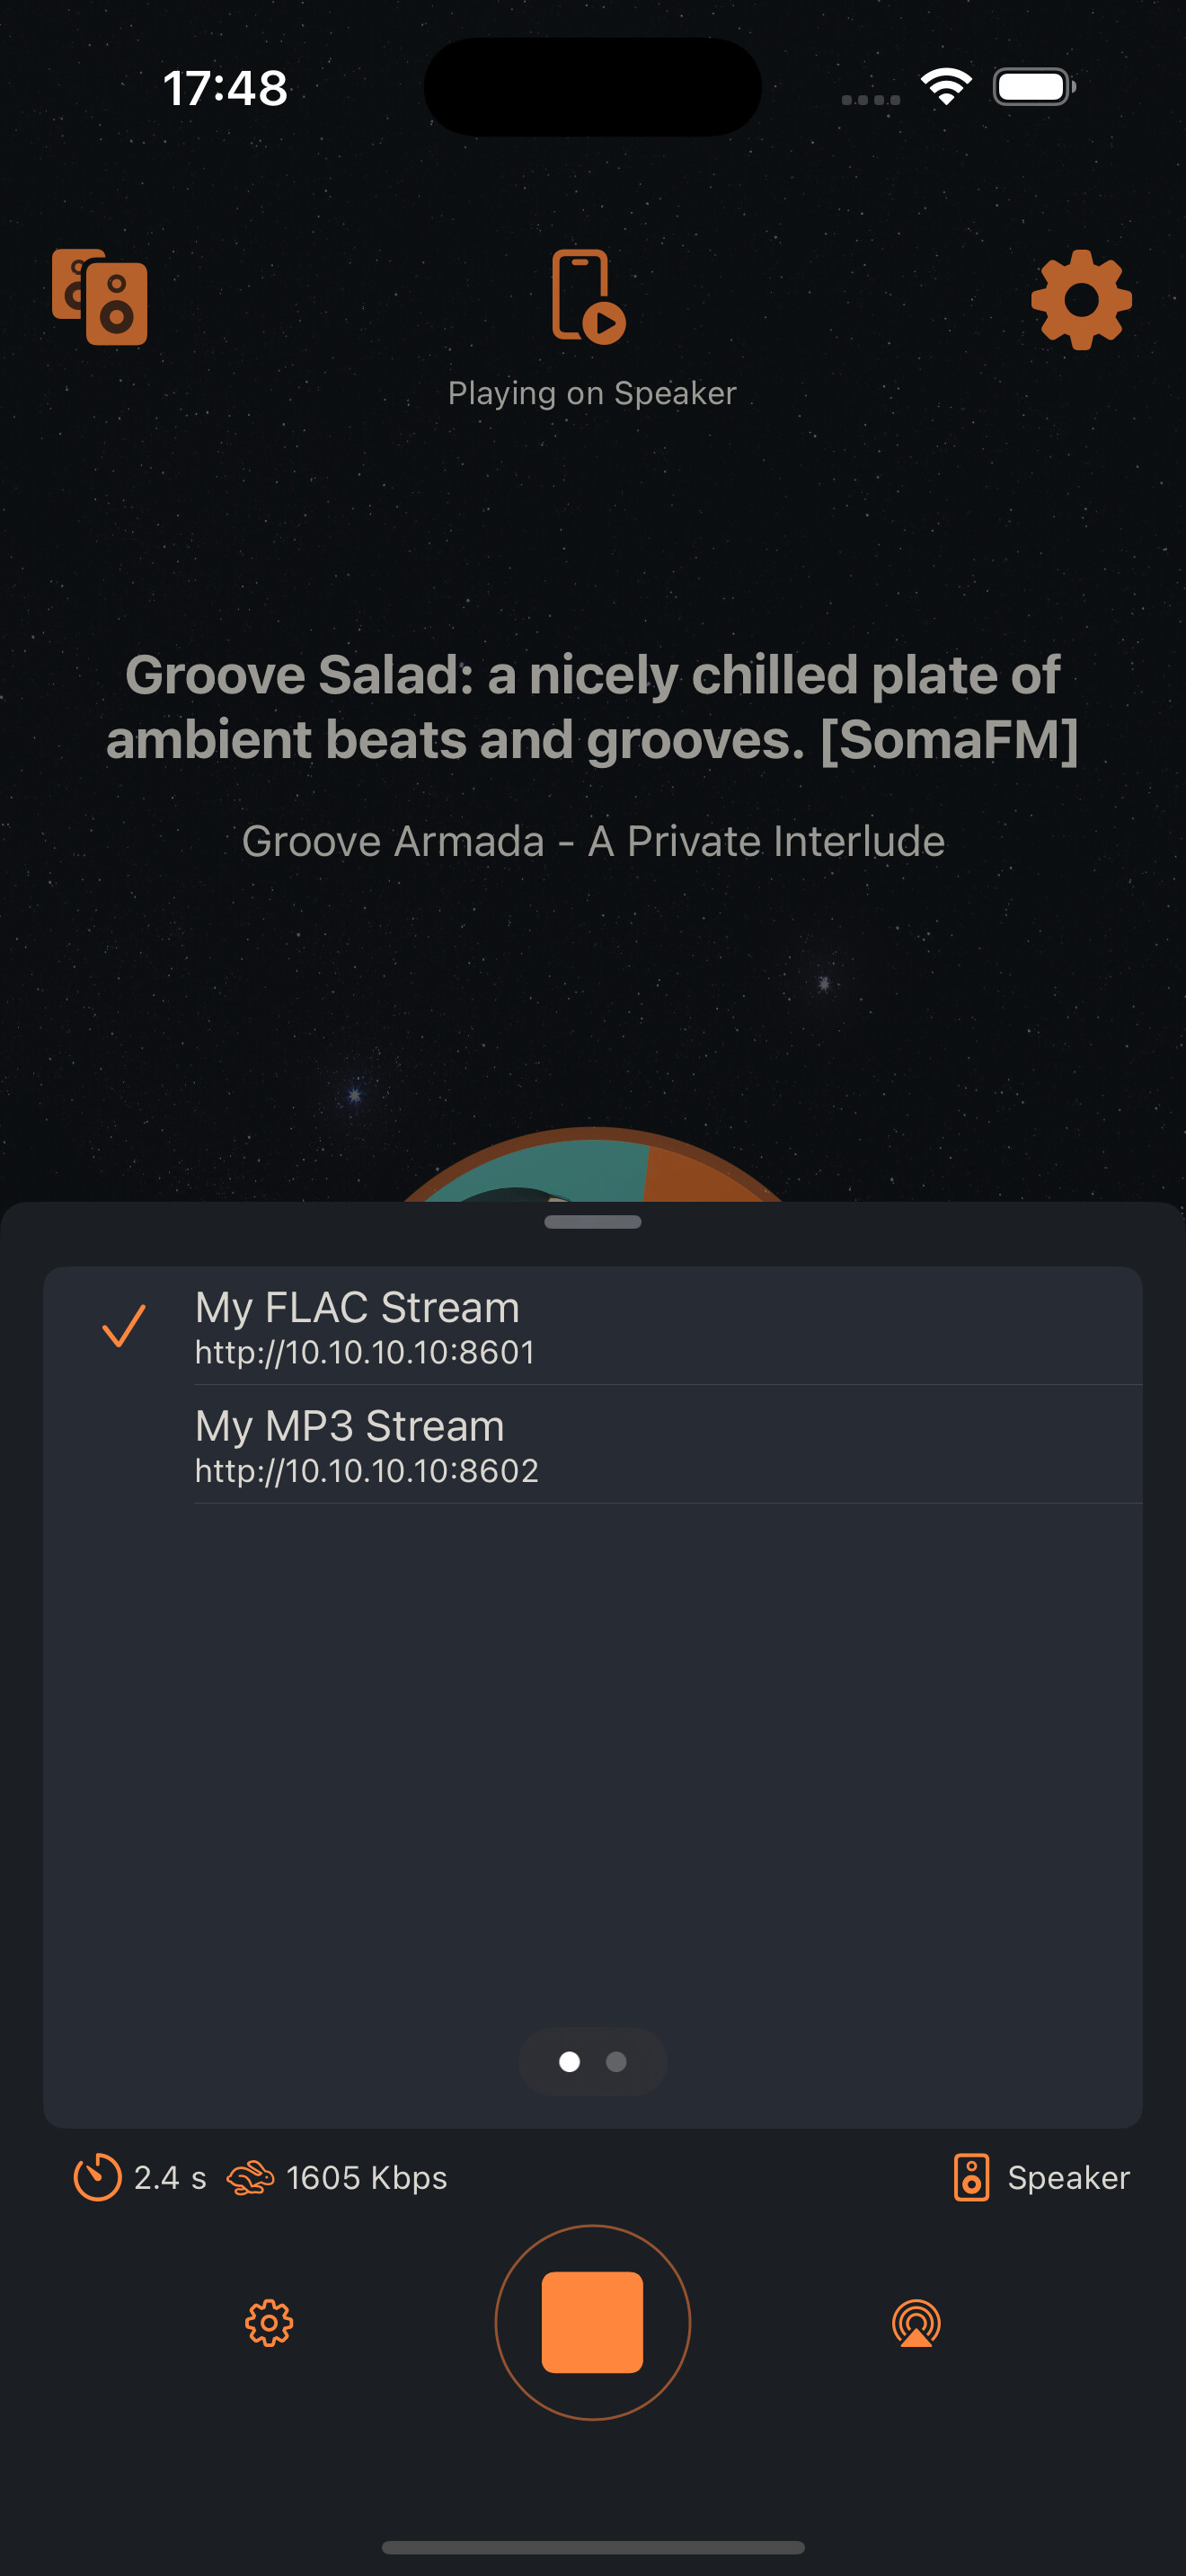 17:48
Playing on Speaker
Groove Salad: a nicely chilled plate of
ambient beats and grooves. [SomaFM]
Groove Armada - A Private Interlude
My FLAC Stream
http://10.10.10.10:8601
My MP3 Stream
http://10.10.10.10:8602
2.4 s 1605 Kbps Speaker